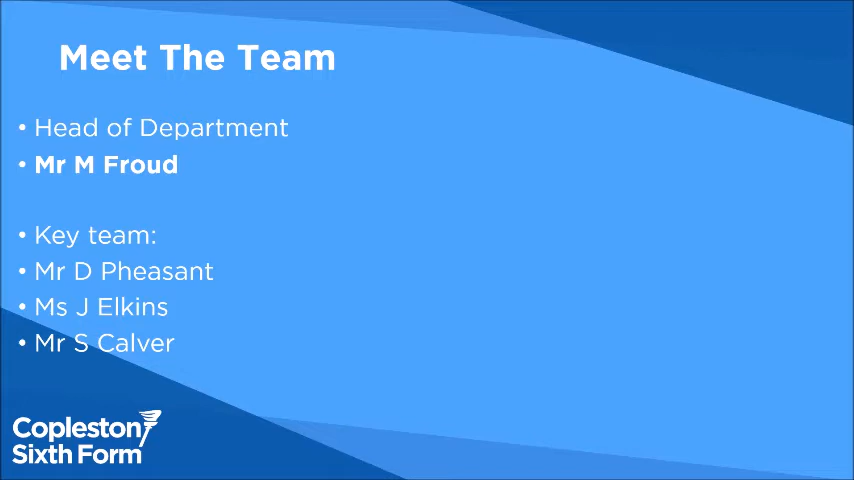 Meet The Team
• Head of Department
• Mr M Froud
• Key team:
• Mr D Pheasant
• Ms J Elkins
• Mr S Calver
Copleston
Sixth Form